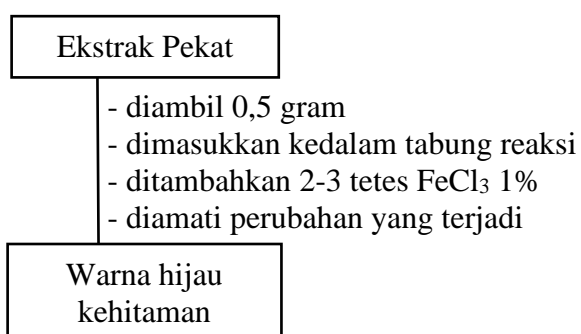 Ekstrak Pekat
- diambil 0,5 gram
- dimasukkan kedalam tabung reaksi
- ditambahkan 2-3 tetes FeCl₃ 1%
- diamati perubahan yang terjadi
Warna hijau
kehitaman